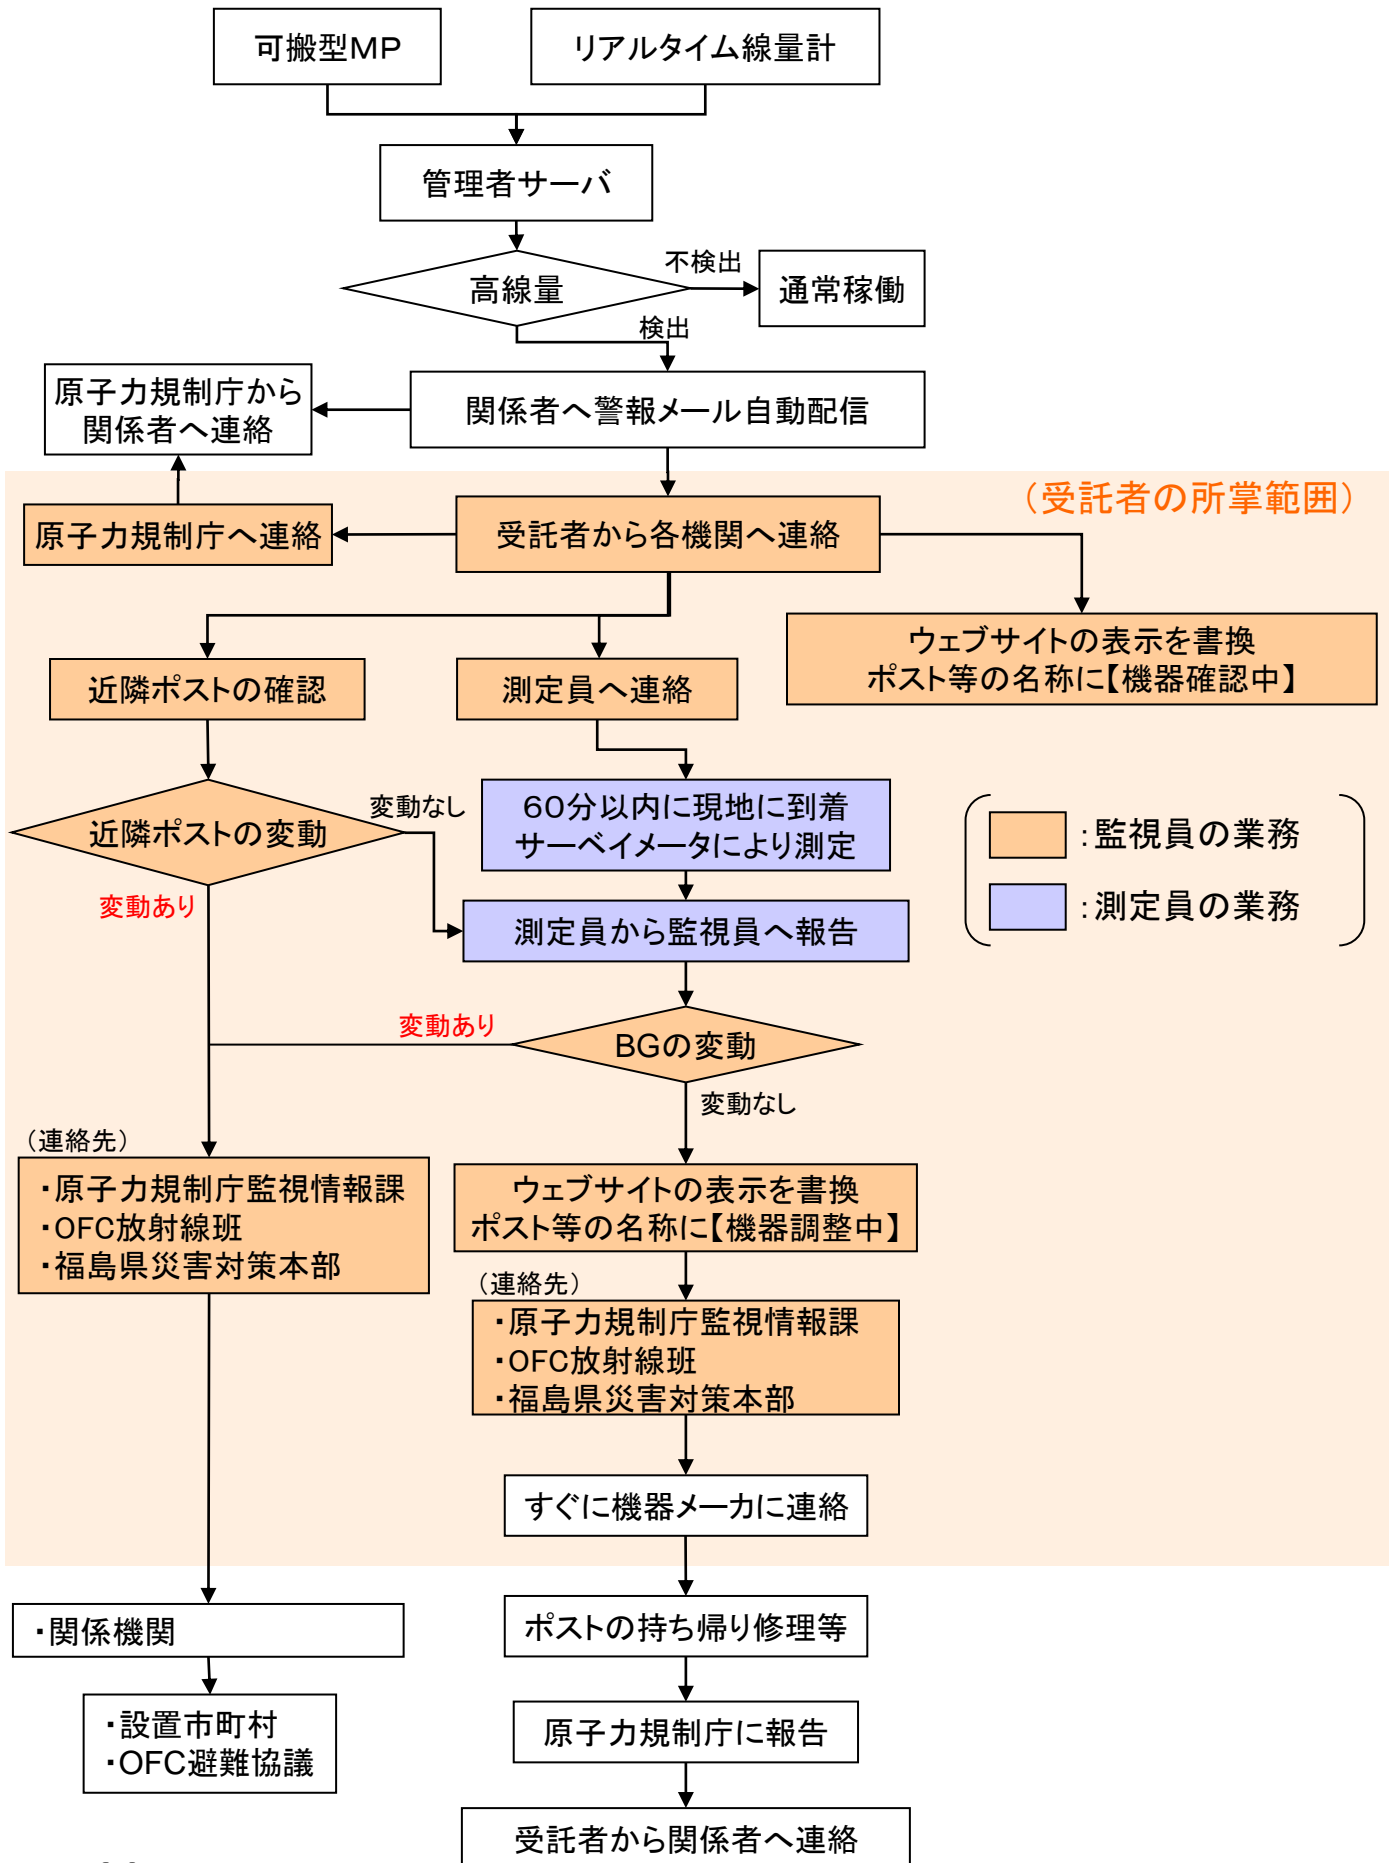 可搬型ＭＰ
リアルタイム線量計
管理者サーバ
高線量
不検出
通常稼働
検出
原子力規制庁から
関係者へ連絡
関係者へ警報メール自動配信
（受託者の所掌範囲）
原子力規制庁へ連絡
受託者から各機関へ連絡
ウェブサイトの表示を書換
ポスト等の名称に【機器確認中】
近隣ポストの確認
測定員へ連絡
近隣ポストの変動
変動なし
変動あり
６０分以内に現地に到着
サーベイメータにより測定
：監視員の業務
：測定員の業務
測定員から監視員へ報告
変動あり
BGの変動
変動なし
（連絡先）
・原子力規制庁監視情報課
・OFC放射線班
・福島県災害対策本部
ウェブサイトの表示を書換
ポスト等の名称に【機器調整中】
（連絡先）
・原子力規制庁監視情報課
・OFC放射線班
・福島県災害対策本部
すぐに機器メーカに連絡
・関係機関
ポストの持ち帰り修理等
・設置市町村
・OFC避難協議
原子力規制庁に報告
受託者から関係者へ連絡